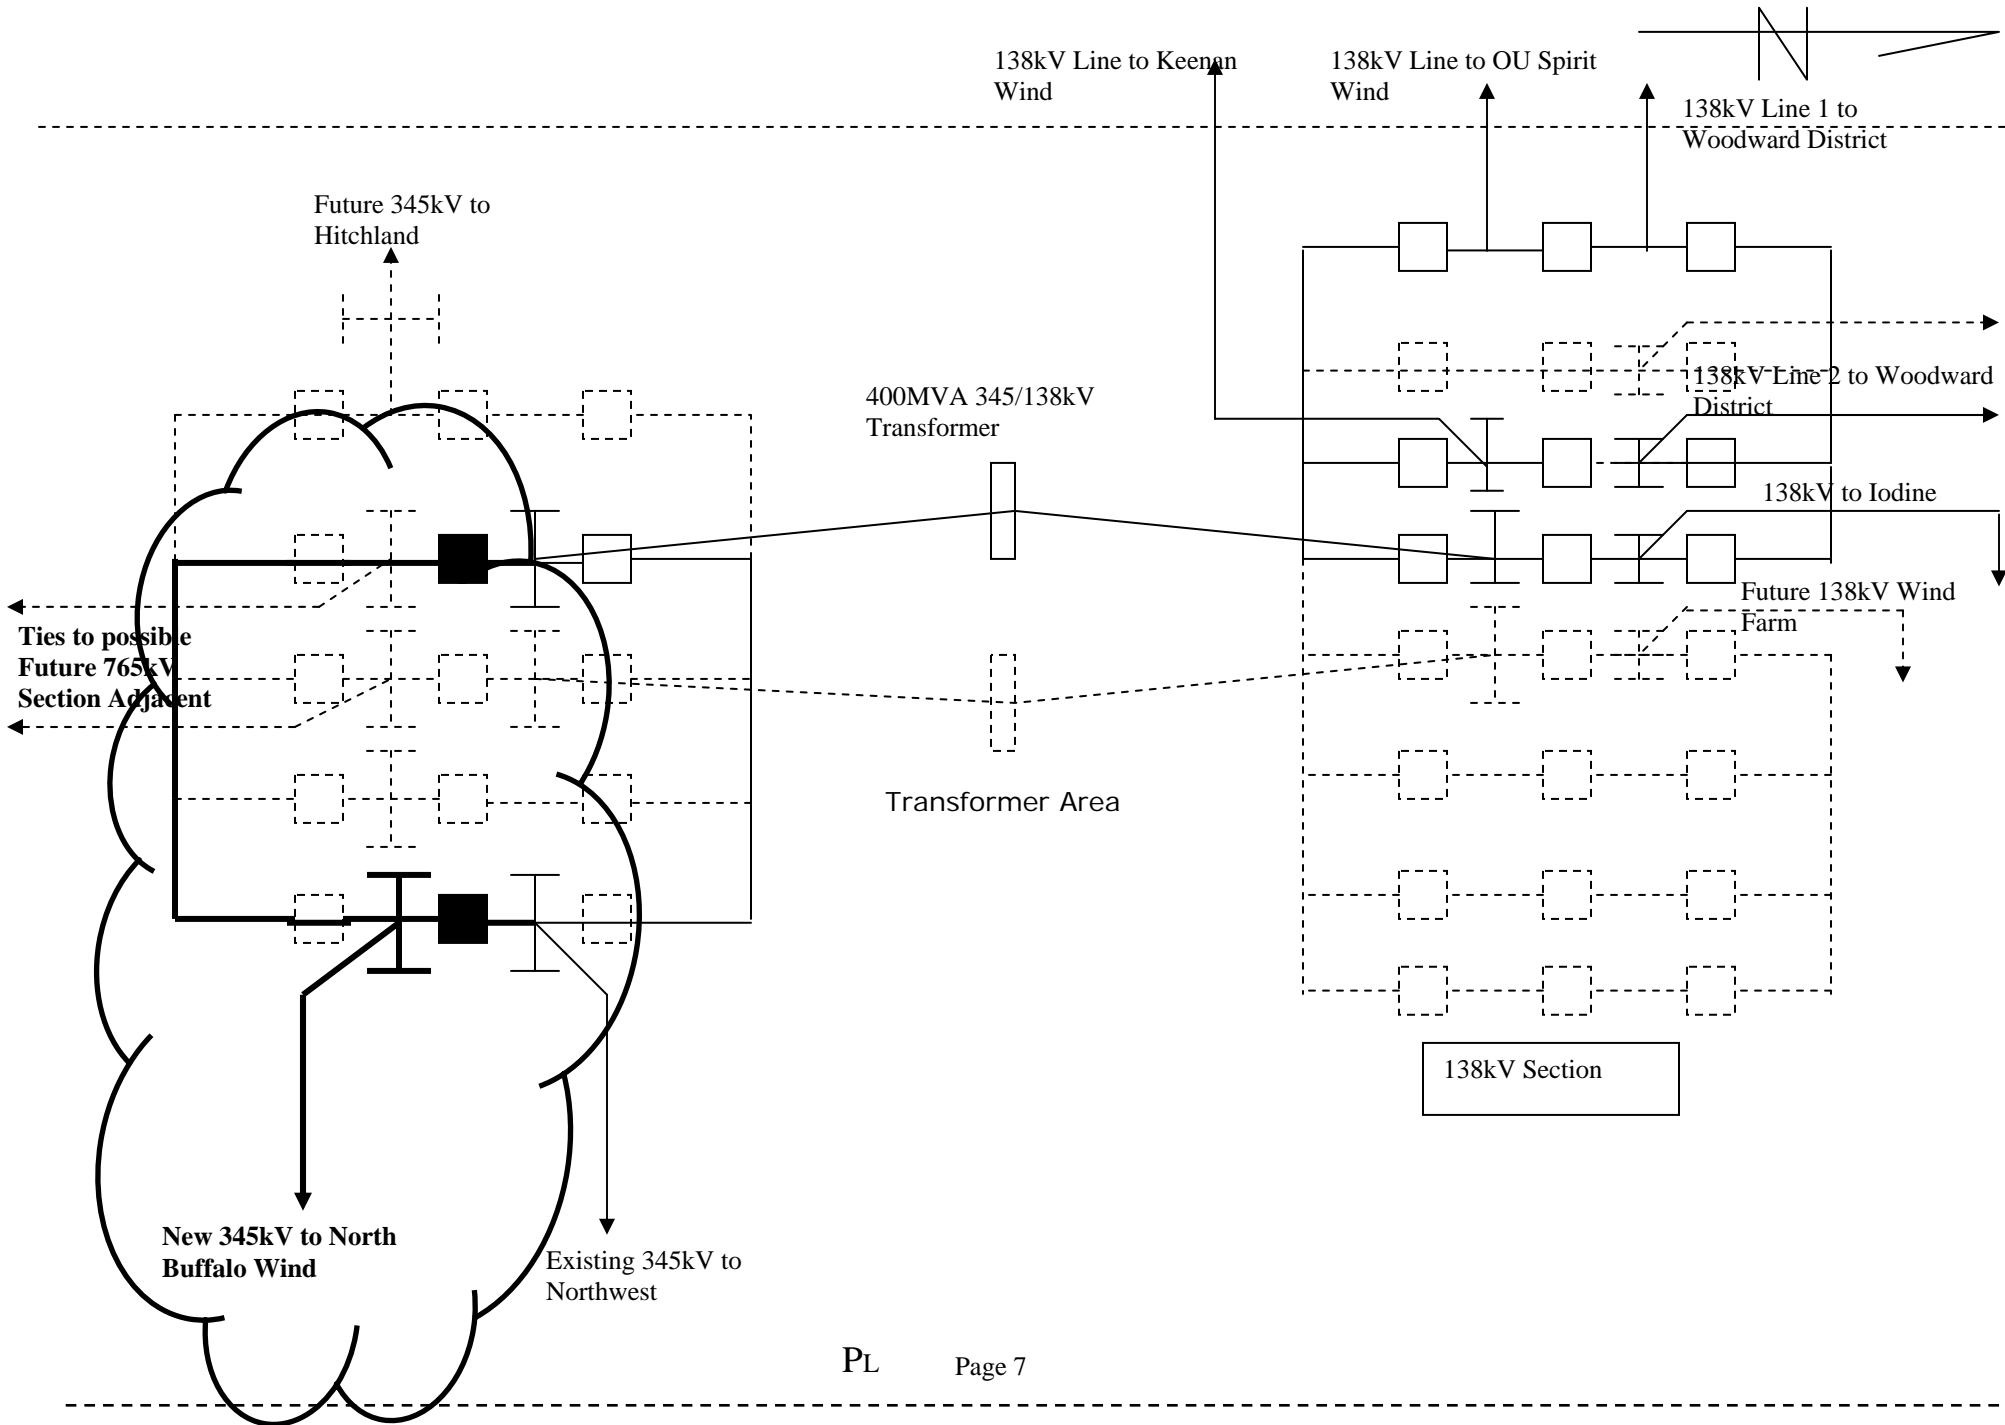 138kV Line to Keenan
Wind
138kV Line to OU Spirit
Wind
N
138kV Line 1 to
Woodward District
Future 345kV to
Hitchland
400MVA 345/138kV
Transformer
138kV Line 2 to Woodward
District
138kV to Iodine
Future 138kV Wind
Farm
Ties to possible
Future 765kV
Section Adjacent
Transformer Area
138kV Section
New 345kV to North
Buffalo Wind
Existing 345kV to
Northwest
PL
Page 7